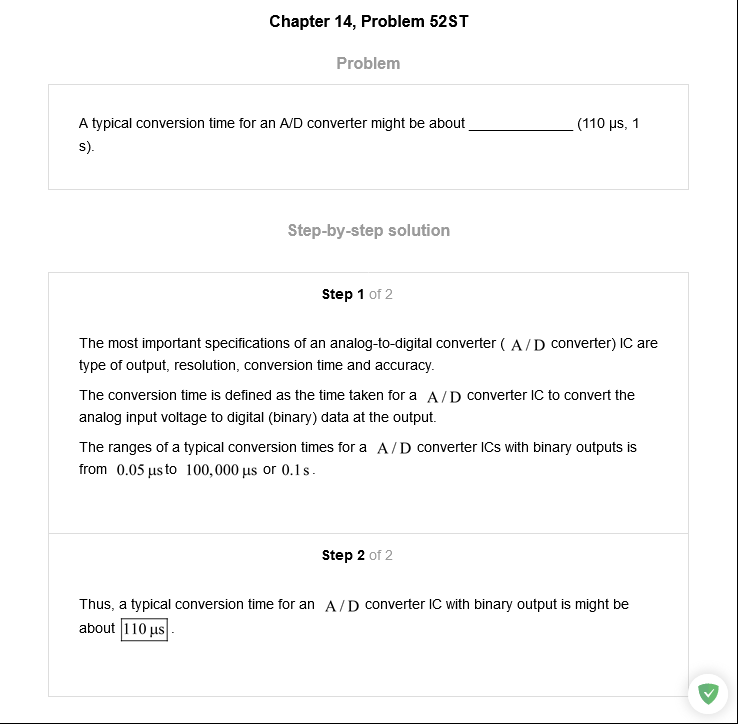 Chapter 14, Problem 52ST
Problem
A typical conversion time for an A/D converter might be about _____________ (110 μs, 1
s).
Step-by-step solution
Step 1 of 2
The most important specifications of an analog-to-digital converter ( A / D converter) IC are
type of output, resolution, conversion time and accuracy.
The conversion time is defined as the time taken for a A / D converter IC to convert the
analog input voltage to digital (binary) data at the output.
The ranges of a typical conversion times for a A / D converter ICs with binary outputs is
from 0.05 μs to 100,000 μs or 0.1 s .
Step 2 of 2
Thus, a typical conversion time for an A / D converter IC with binary output is might be
about 110 μs .